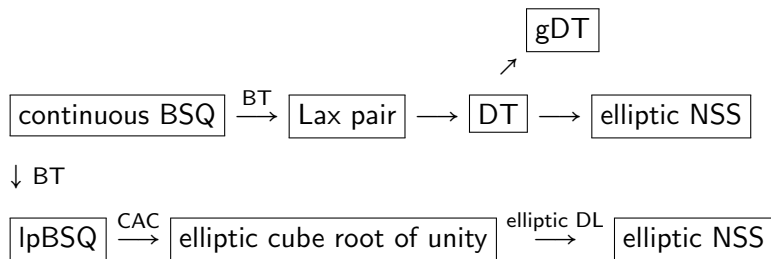 gDT
BT
continuous BSQ → Lax pair → DT → elliptic NSS
↓ BT
CAC elliptic DL
lpBSQ → elliptic cube root of unity → elliptic NSS